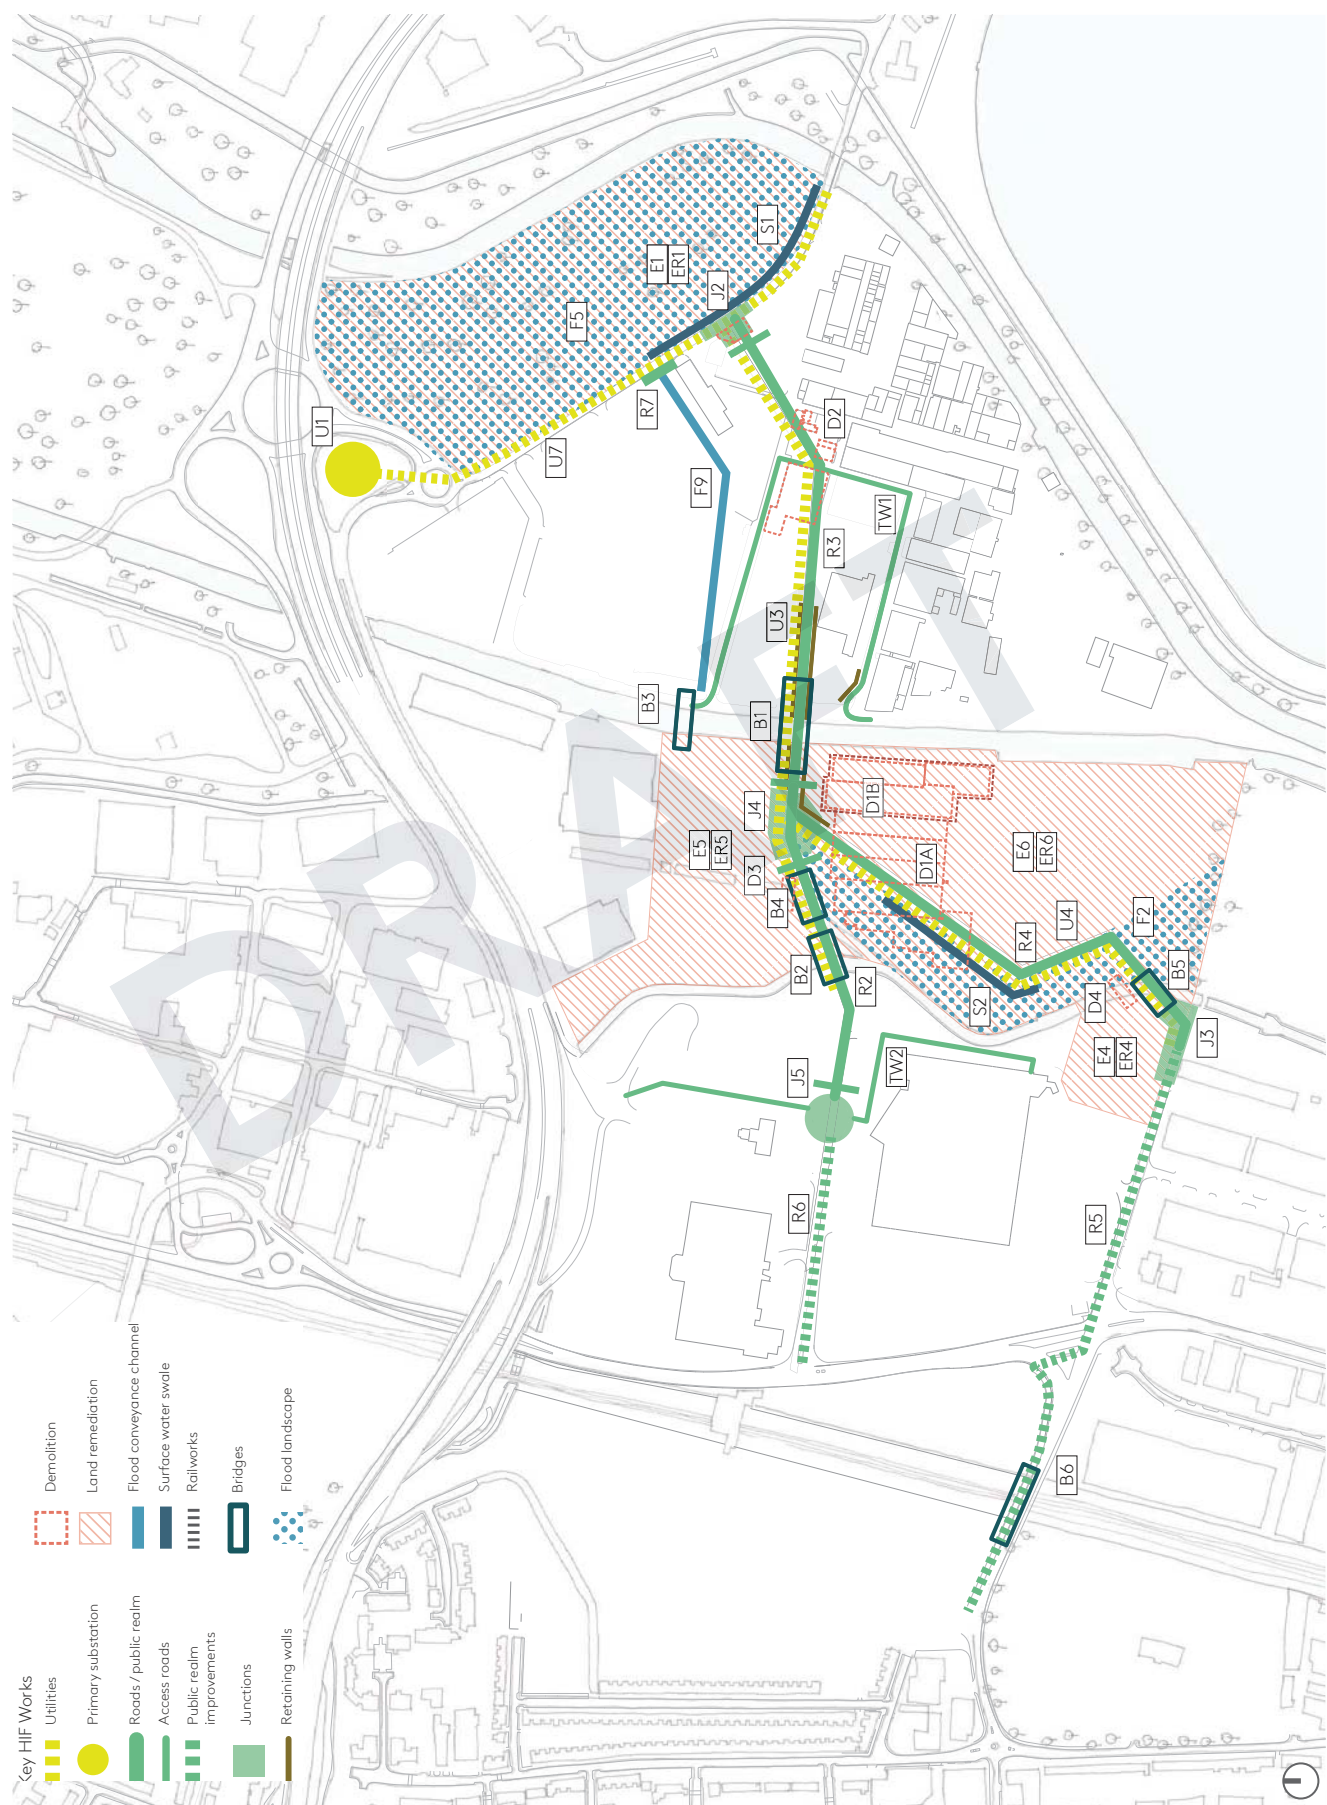 Key HIF Works
Utilities
Primary substation
Roads / public realm
Access roads
Public realm
improvements
Junctions
Retaining walls
Demolition
Land remediation
Flood conveyance channel
Surface water swale
Railworks
Bridges
Flood landscape
DRAFT
U1
F5
E1
ER1
S1
J2
R7
U7
F9
D2
TW1
R3
U3
B3
B1
J4
D1B
E5
ER5
D3
D1A
E6
ER6
B4
B2
R2
R4
U4
F2
S2
D4
B5
E4
ER4
J3
J5
TW2
R6
R5
B6